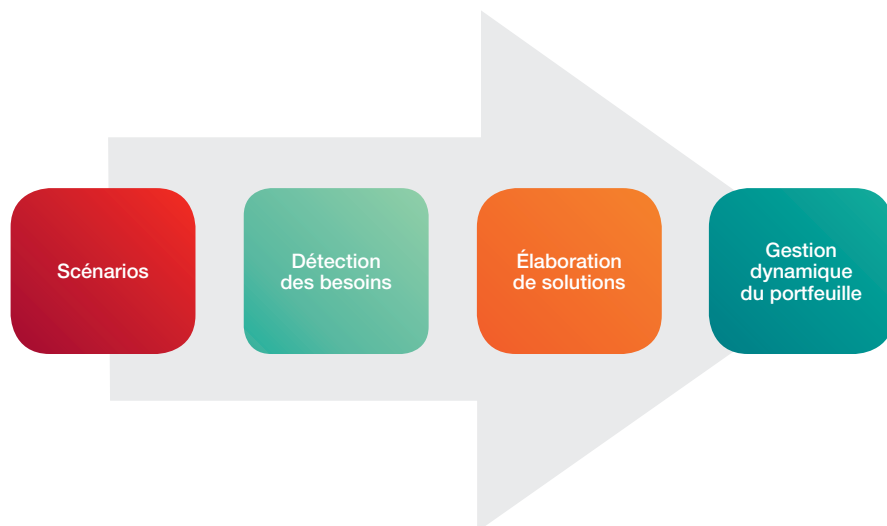 Scénarios
Détection
des besoins
Élaboration
de solutions
Gestion
dynamique
du portfeuille